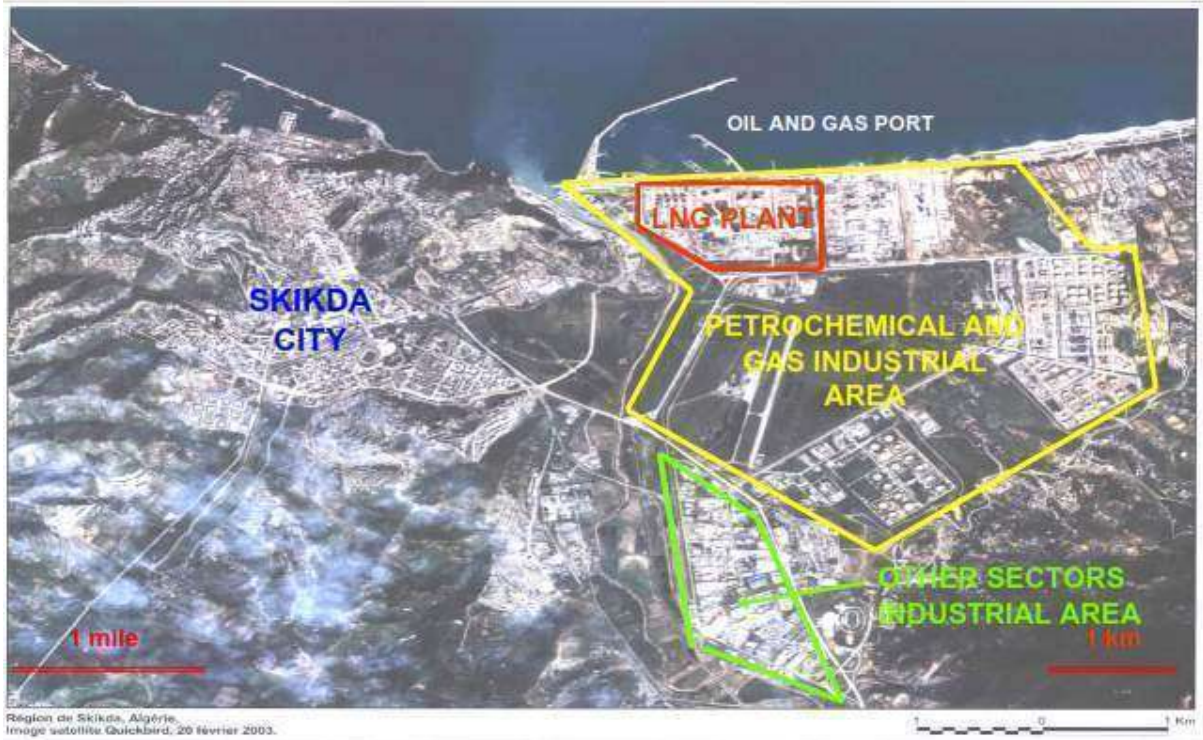 OIL AND GAS PORT
LNG PLANT
SKIKDA
CITY
PETROCHEMICAL AND
GAS INDUSTRIAL
AREA
OTHER SECTORS
INDUSTRIAL AREA
1 mile
1 km
Région de Skikda, Algérie.
Image satellite Quickbird, 20 février 2003.
1 0 1 Km